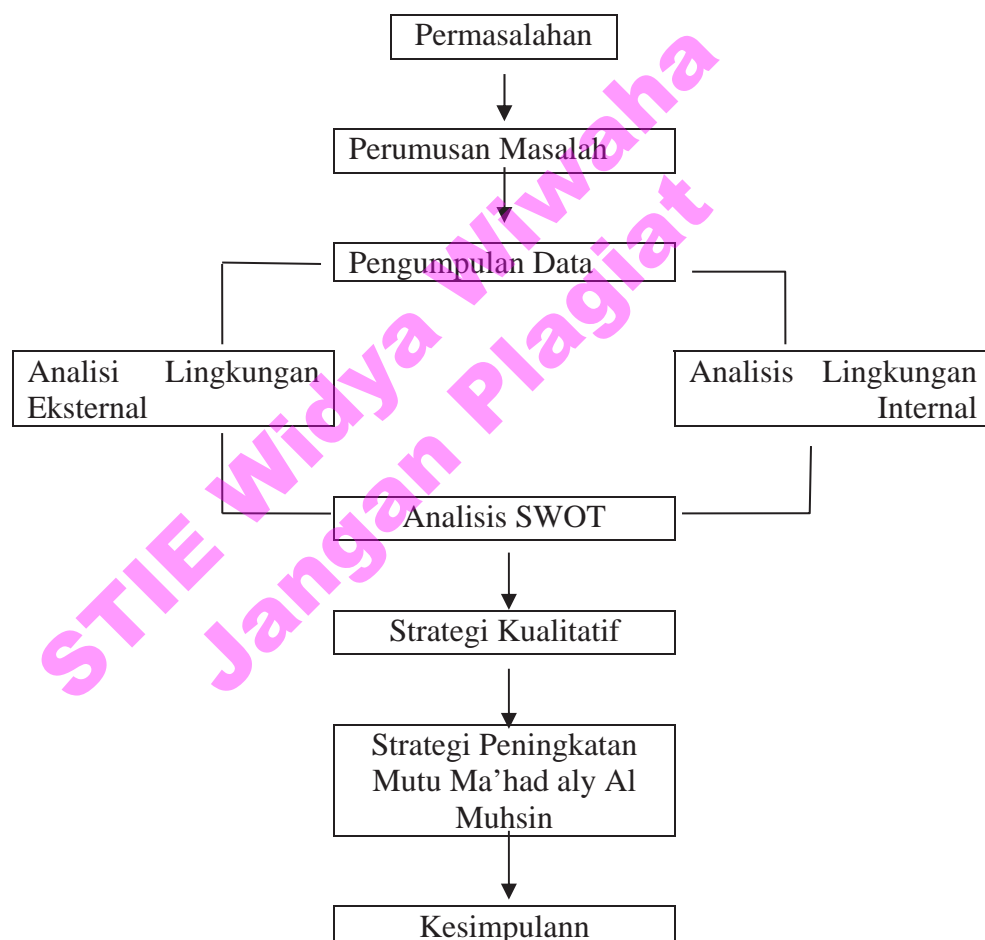 Permasalahan
Perumusan Masalah
Pengumpulan Data
Analisi Lingkungan
Eksternal
Analisis Lingkungan
Internal
Analisis SWOT
Strategi Kualitatif
Strategi Peningkatan
Mutu Ma’had aly Al
Muhsin
Kesimpulann
STIE Widya Wiwaha
Jangan Plagiat